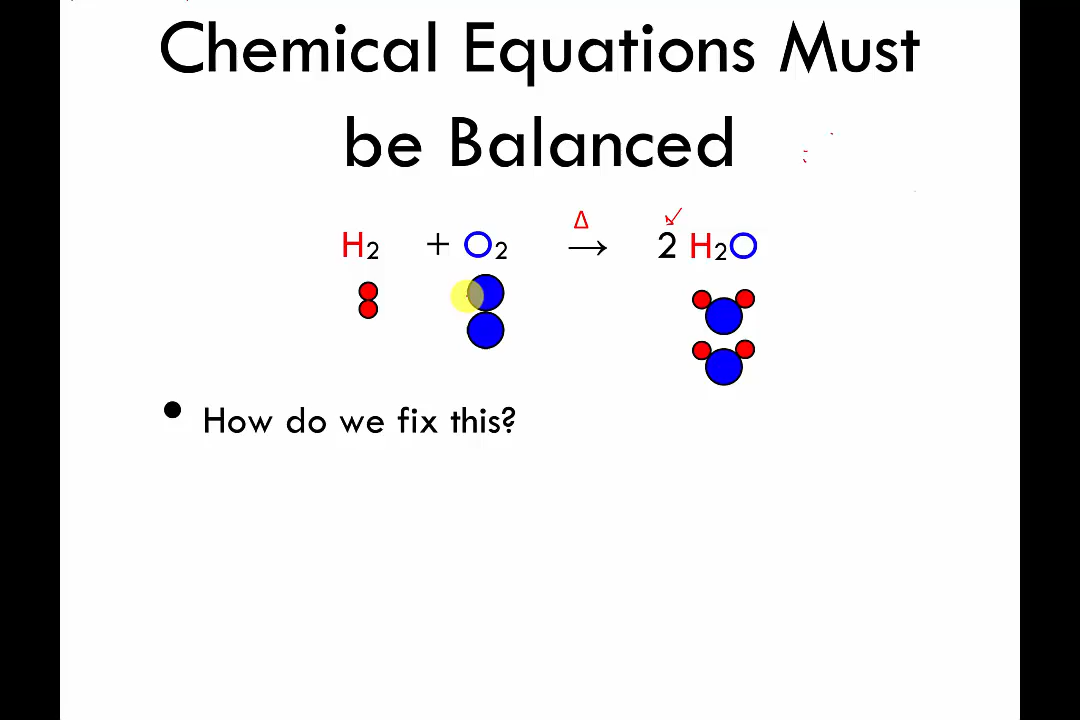 Chemical Equations Must
be Balanced
H₂ + O₂ Δ→ 2 H₂O
• How do we fix this?